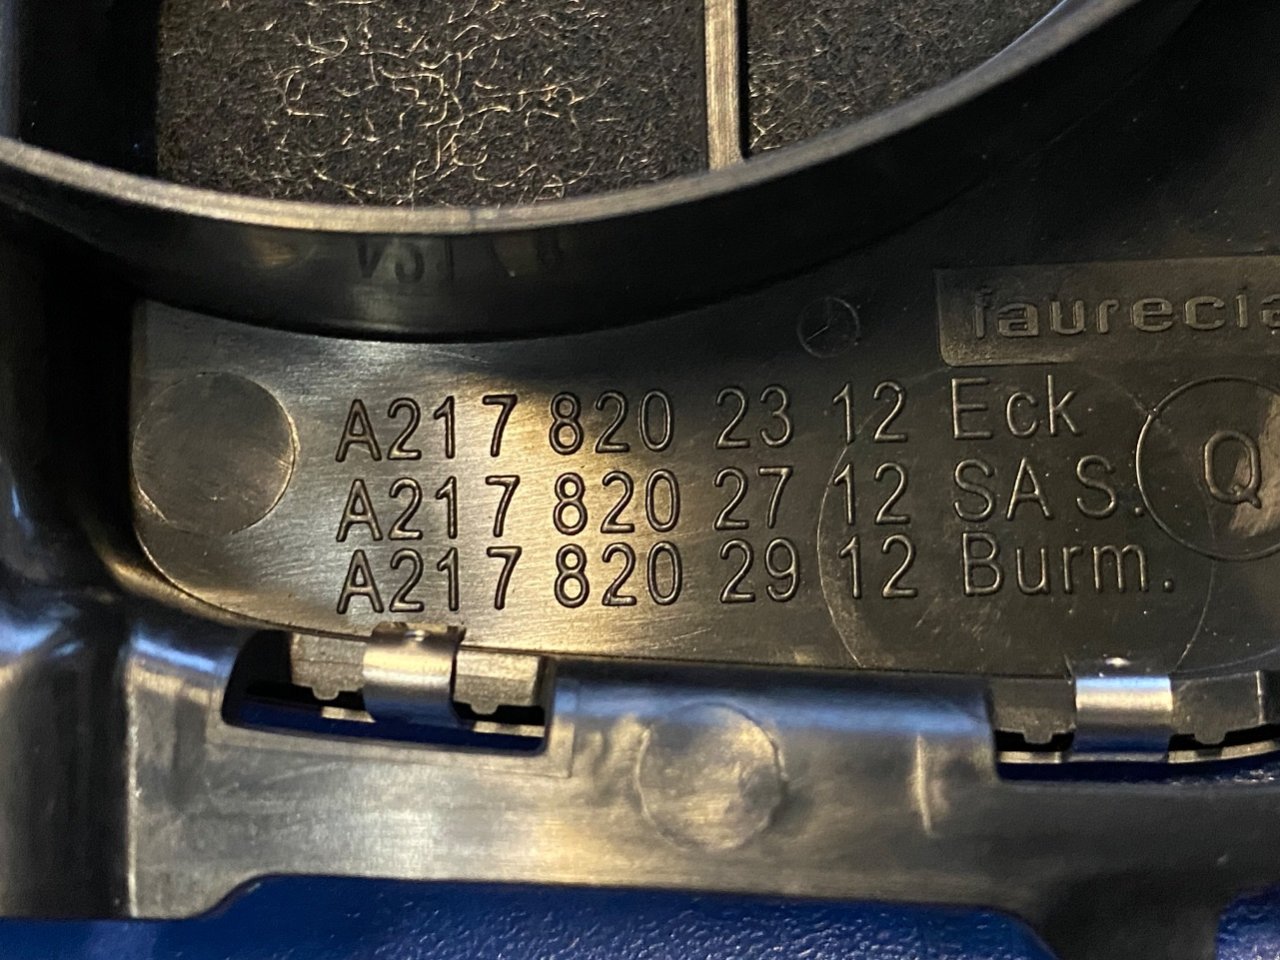 faurecia
A217 820 23 12 Eck
A217 820 27 12 SA S.
A217 820 29 12 Burm.
Q